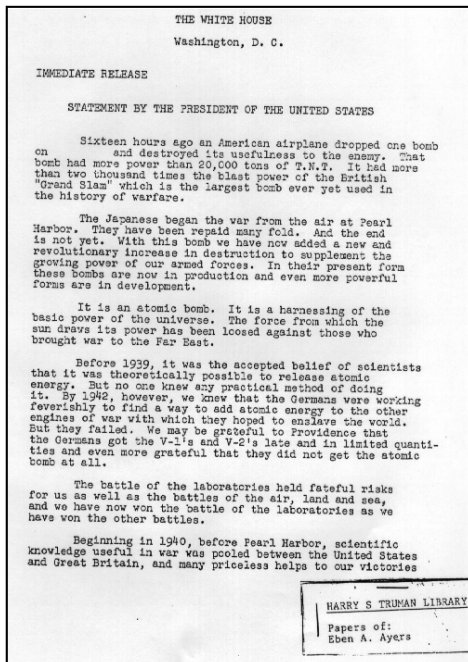 THE WHITE HOUSE
Washington, D. C.
IMMEDIATE RELEASE
STATEMENT BY THE PRESIDENT OF THE UNITED STATES
Sixteen hours ago an American airplane dropped one bomb
on and destroyed its usefulness to the enemy. That
bomb had more power than 20,000 tons of T.N.T. It had more
than two thousand times the blast power of the British
"Grand Slam" which is the largest bomb ever yet used in
the history of warfare.
The Japanese began the war from the air at Pearl
Harbor. They have been repaid many fold. And the end
is not yet. With this bomb we have now added a new and
revolutionary increase in destruction to supplement the
growing power of our armed forces. In their present form
these bombs are now in production and even more powerful
forms are in development.
It is an atomic bomb. It is a harnessing of the
basic power of the universe. The force from which the
sun draws its power has been loosed against those who
brought war to the Far East.
Before 1939, it was the accepted belief of scientists
that it was theoretically possible to release atomic
energy. But no one knew any practical method of doing
it. By 1942, however, we knew that the Germans were working
feverishly to find a way to add atomic energy to the other
engines of war with which they hoped to enslave the world.
But they failed. We may be grateful to Providence that
the Germans got the V-1's and V-2's late and in limited quanti-
ties and even more grateful that they did not get the atomic
bomb at all.
The battle of the laboratories held fateful risks
for us as well as the battles of the air, land and sea,
and we have now won the battle of the laboratories as we
have won the other battles.
Beginning in 1940, before Pearl Harbor, scientific
knowledge useful in war was pooled between the United States
and Great Britain, and many priceless helps to our victories
HARRY S TRUMAN LIBRARY
Papers of:
Eben A. Ayers